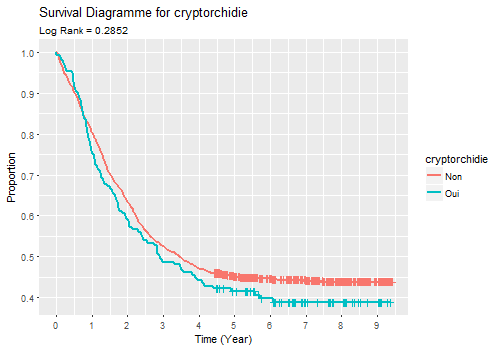 Survival Diagramme for cryptorchidie
Log Rank = 0.2852
1.0
0.9
0.8
0.7
0.6
0.5
0.4
Proportion
0 1 2 3 4 5 6 7 8 9
Time (Year)
cryptorchidie
Non
Oui